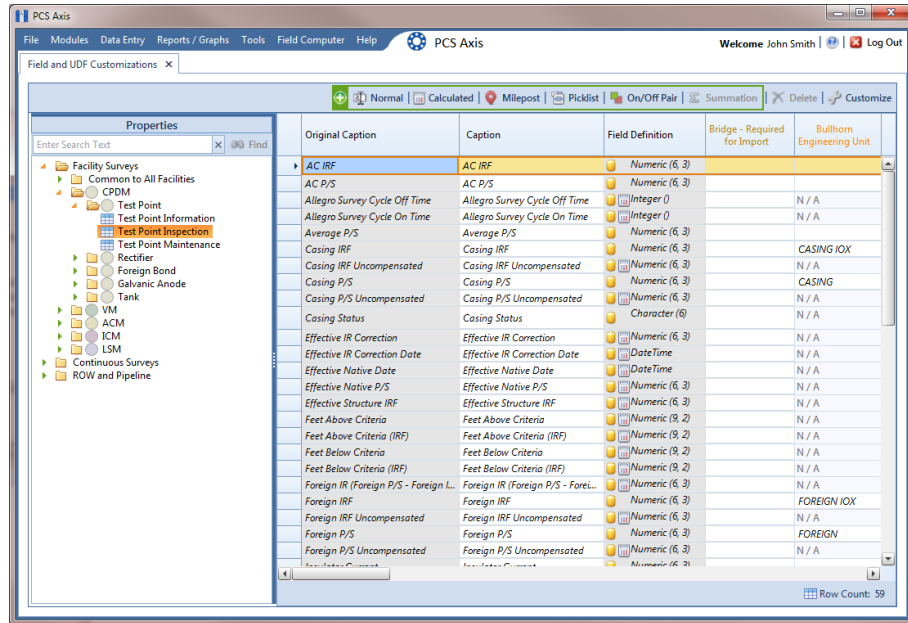 PCS Axis
File Modules Data Entry Reports / Graphs Tools Field Computer Help PCS Axis Welcome John Smith | | Log Out
Field and UDF Customizations X
Normal | Calculated | Milepost | Picklist | On/Off Pair | Summation | Delete | Customize
Properties
Enter Search Text x Find
Facility Surveys
Common to All Facilities
CPDM
Test Point
Test Point Information
Test Point Inspection
Test Point Maintenance
Rectifier
Foreign Bond
Galvanic Anode
Tank
VM
ACM
ICM
LSM
Continuous Surveys
ROW and Pipeline
Original Caption Caption Field Definition Bridge - Required for Import Bullhorn Engineering Unit
AC IRF AC IRF Numeric (6, 3)
AC P/S AC P/S Numeric (6, 3)
Allegro Survey Cycle Off Time Allegro Survey Cycle Off Time Integer () N / A
Allegro Survey Cycle On Time Allegro Survey Cycle On Time Integer () N / A
Average P/S Average P/S Numeric (6, 3)
Casing IRF Casing IRF Numeric (6, 3) CASING IOX
Casing IRF Uncompensated Casing IRF Uncompensated Numeric (6, 3) N / A
Casing P/S Casing P/S Numeric (6, 3) CASING
Casing P/S Uncompensated Casing P/S Uncompensated Numeric (6, 3) N / A
Casing Status Casing Status Character (6) N / A
Effective IR Correction Effective IR Correction Numeric (6, 3) N / A
Effective IR Correction Date Effective IR Correction Date DateTime N / A
Effective Native Date Effective Native Date DateTime N / A
Effective Native P/S Effective Native P/S Numeric (6, 3) N / A
Effective Structure IRF Effective Structure IRF Numeric (6, 3) N / A
Feet Above Criteria Feet Above Criteria Numeric (9, 2) N / A
Feet Above Criteria (IRF) Feet Above Criteria (IRF) Numeric (9, 2) N / A
Feet Below Criteria Feet Below Criteria Numeric (9, 2) N / A
Feet Below Criteria (IRF) Feet Below Criteria (IRF) Numeric (9, 2) N / A
Foreign IR (Foreign P/S - Foreign I... Foreign IR (Foreign P/S - Forei... Numeric (6, 3) N / A
Foreign IRF Foreign IRF Numeric (6, 3) FOREIGN IOX
Foreign IRF Uncompensated Foreign IRF Uncompensated Numeric (6, 3) N / A
Foreign P/S Foreign P/S Numeric (6, 3) FOREIGN
Foreign P/S Uncompensated Foreign P/S Uncompensated Numeric (6, 3) N / A
Row Count: 59